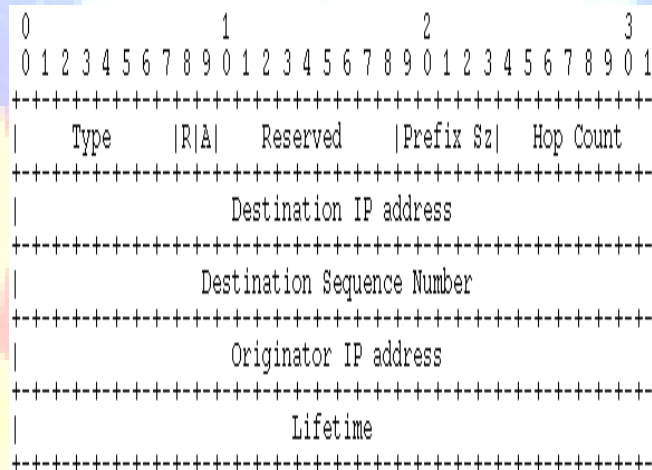 0 1 2 3
0 1 2 3 4 5 6 7 8 9 0 1 2 3 4 5 6 7 8 9 0 1 2 3 4 5 6 7 8 9 0 1
+-+-+-+-+-+-+-+-+-+-+-+-+-+-+-+-+-+-+-+-+-+-+-+-+-+-+-+-+-+-+-+-
| Type |R|A| Reserved |Prefix Sz| Hop Count
+-+-+-+-+-+-+-+-+-+-+-+-+-+-+-+-+-+-+-+-+-+-+-+-+-+-+-+-+-+-+-+-
| Destination IP address
+-+-+-+-+-+-+-+-+-+-+-+-+-+-+-+-+-+-+-+-+-+-+-+-+-+-+-+-+-+-+-+-
| Destination Sequence Number
+-+-+-+-+-+-+-+-+-+-+-+-+-+-+-+-+-+-+-+-+-+-+-+-+-+-+-+-+-+-+-+-
| Originator IP address
+-+-+-+-+-+-+-+-+-+-+-+-+-+-+-+-+-+-+-+-+-+-+-+-+-+-+-+-+-+-+-+-
| Lifetime
+-+-+-+-+-+-+-+-+-+-+-+-+-+-+-+-+-+-+-+-+-+-+-+-+-+-+-+-+-+-+-+-